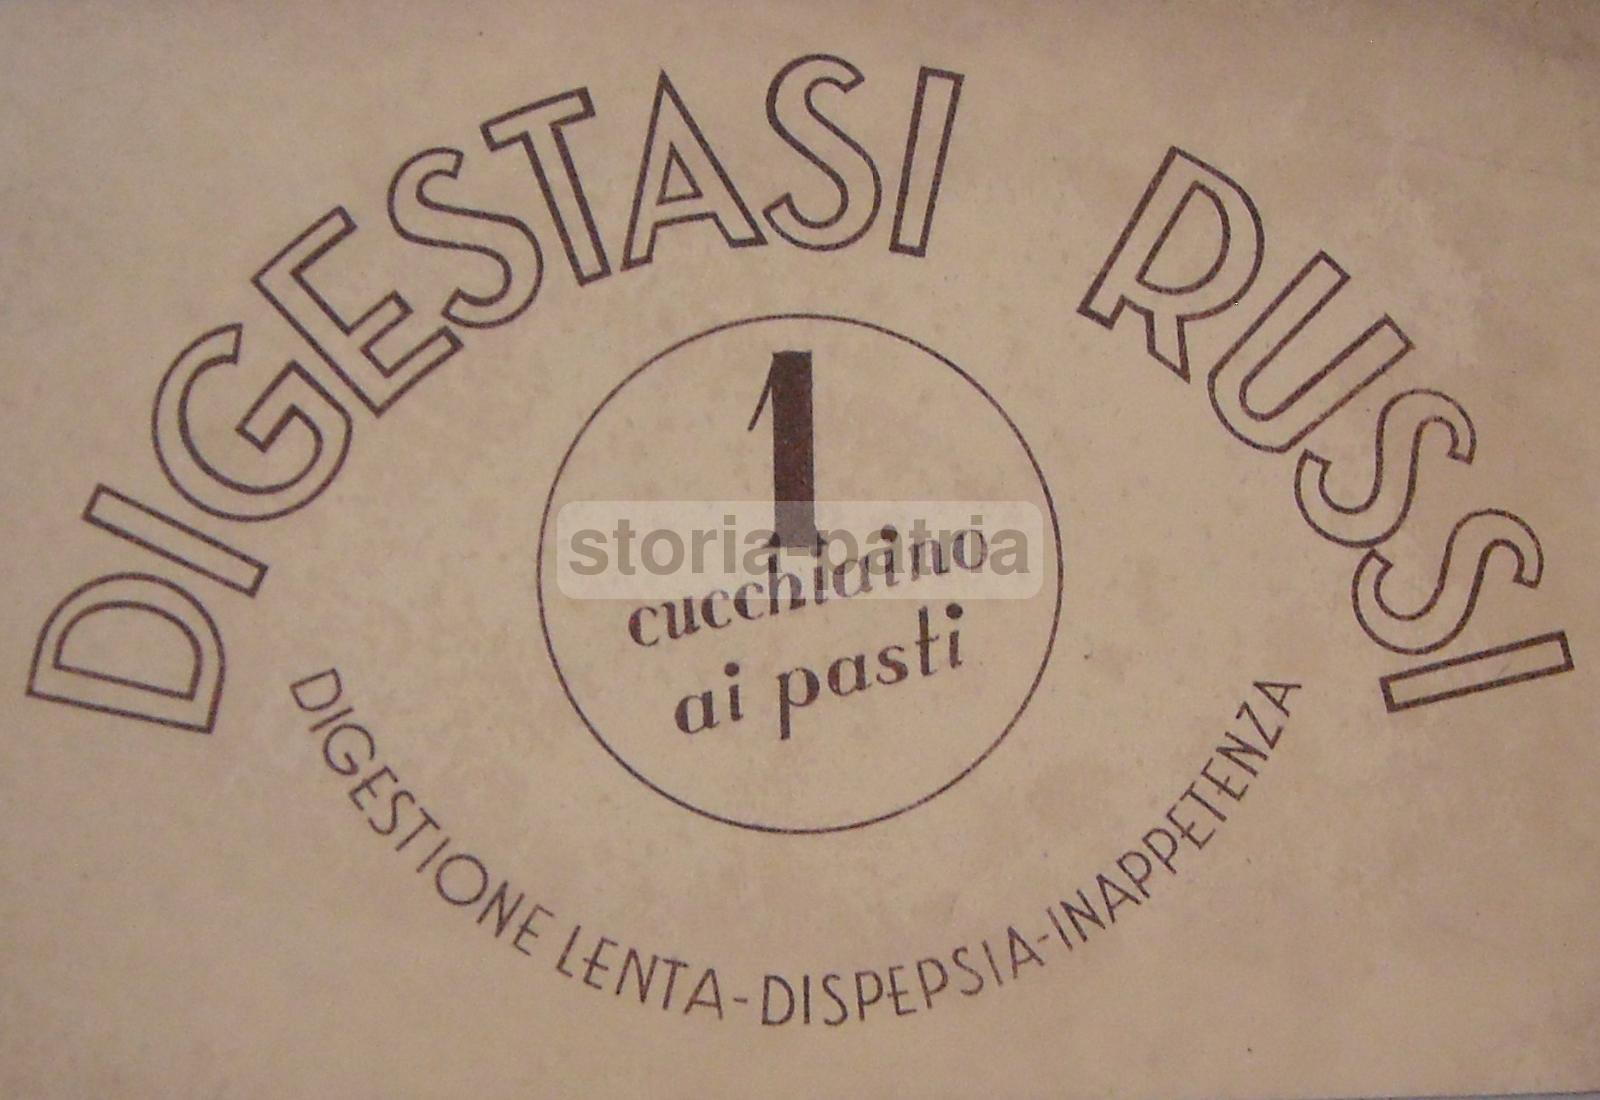 DIGESTASI RUSSI
1
cucchiaino
ai pasti
storia-patria
DIGESTIONE LENTA-DISPEPSIA-INAPPETENZA